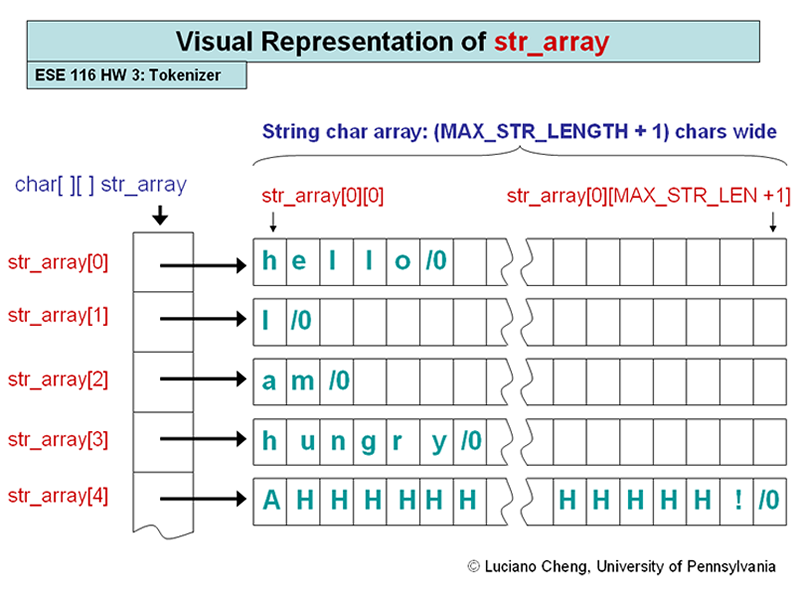 Visual Representation of str_array
ESE 116 HW 3: Tokenizer
String char array: (MAX_STR_LENGTH + 1) chars wide
char[ ][ ] str_array
str_array[0][0]
str_array[0][MAX_STR_LEN +1]
str_array[0]
h e l l o /0
str_array[1]
I /0
str_array[2]
a m /0
str_array[3]
h u n g r y /0
str_array[4]
A H H H H H H H H H H H ! /0
© Luciano Cheng, University of Pennsylvania